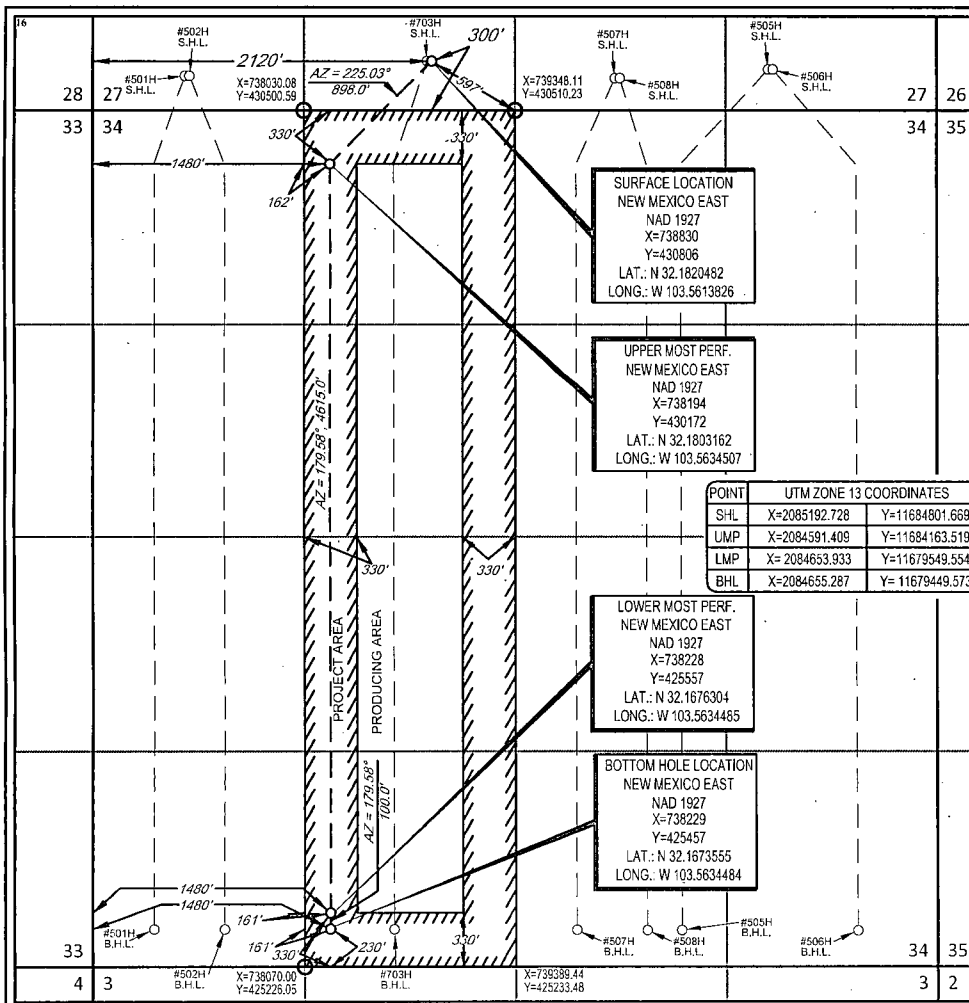 16
#502H
S.H.L.
#703H
S.H.L.
300'
#507H
S.H.L.
#505H
S.H.L.
2120'
#501H
S.H.L.
X=738030.08
Y=430500.59
AZ = 225.03°
898.0'
597'
X=739348.11
Y=430510.23
#508H
S.H.L.
#506H
S.H.L.
28 27
27 26
33 34
34 35
330'
330'
1480'
162'
SURFACE LOCATION
NEW MEXICO EAST
NAD 1927
X=738830
Y=430806
LAT.: N 32.1820482
LONG.: W 103.5613826
UPPER MOST PERF.
NEW MEXICO EAST
NAD 1927
X=738194
Y=430172
LAT.: N 32.1803162
LONG.: W 103.5634507
AZ = 179.58°, 4615.0'
POINT UTM ZONE 13 COORDINATES
SHL X=2085192.728 Y=11684801.669
UMP X=2084591.409 Y=11684163.519
LMP X= 2084653.933 Y=11679549.554
BHL X=2084655.287 Y= 11679449.573
330'
330'
PROJECT AREA
PRODUCING AREA
LOWER MOST PERF.
NEW MEXICO EAST
NAD 1927
X=738228
Y=425557
LAT.: N 32.1676304
LONG.: W 103.5634485
AZ = 179.58°
100.0'
BOTTOM HOLE LOCATION
NEW MEXICO EAST
NAD 1927
X=738229
Y=425457
LAT.: N 32.1673555
LONG.: W 103.5634484
1480'
1480'
161'
161'
230'
330'
330'
#501H
B.H.L.
#502H
B.H.L.
#703H
B.H.L.
#507H
B.H.L.
#508H
B.H.L.
#505H
B.H.L.
#506H
B.H.L.
33
34 35
4 3
X=738070.00
Y=425226.05
X=739389.44
Y=425233.48
3 2